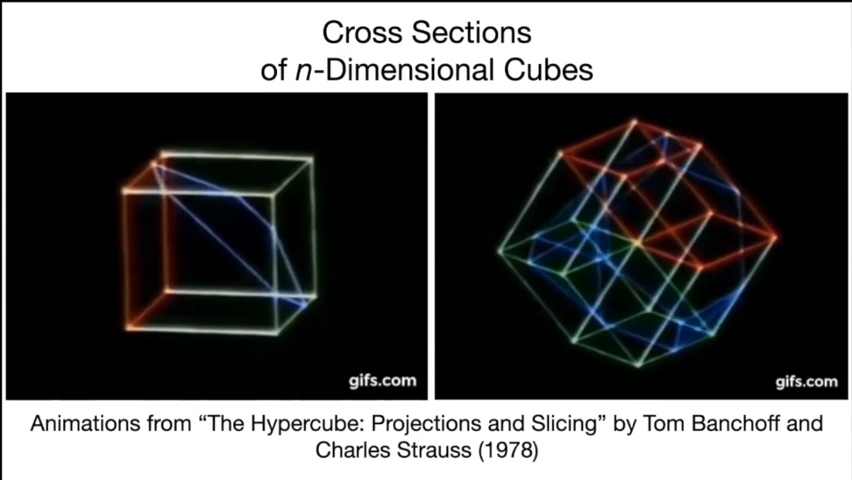 Cross Sections
of n-Dimensional Cubes
gifs.com
gifs.com
Animations from “The Hypercube: Projections and Slicing” by Tom Banchoff and
Charles Strauss (1978)